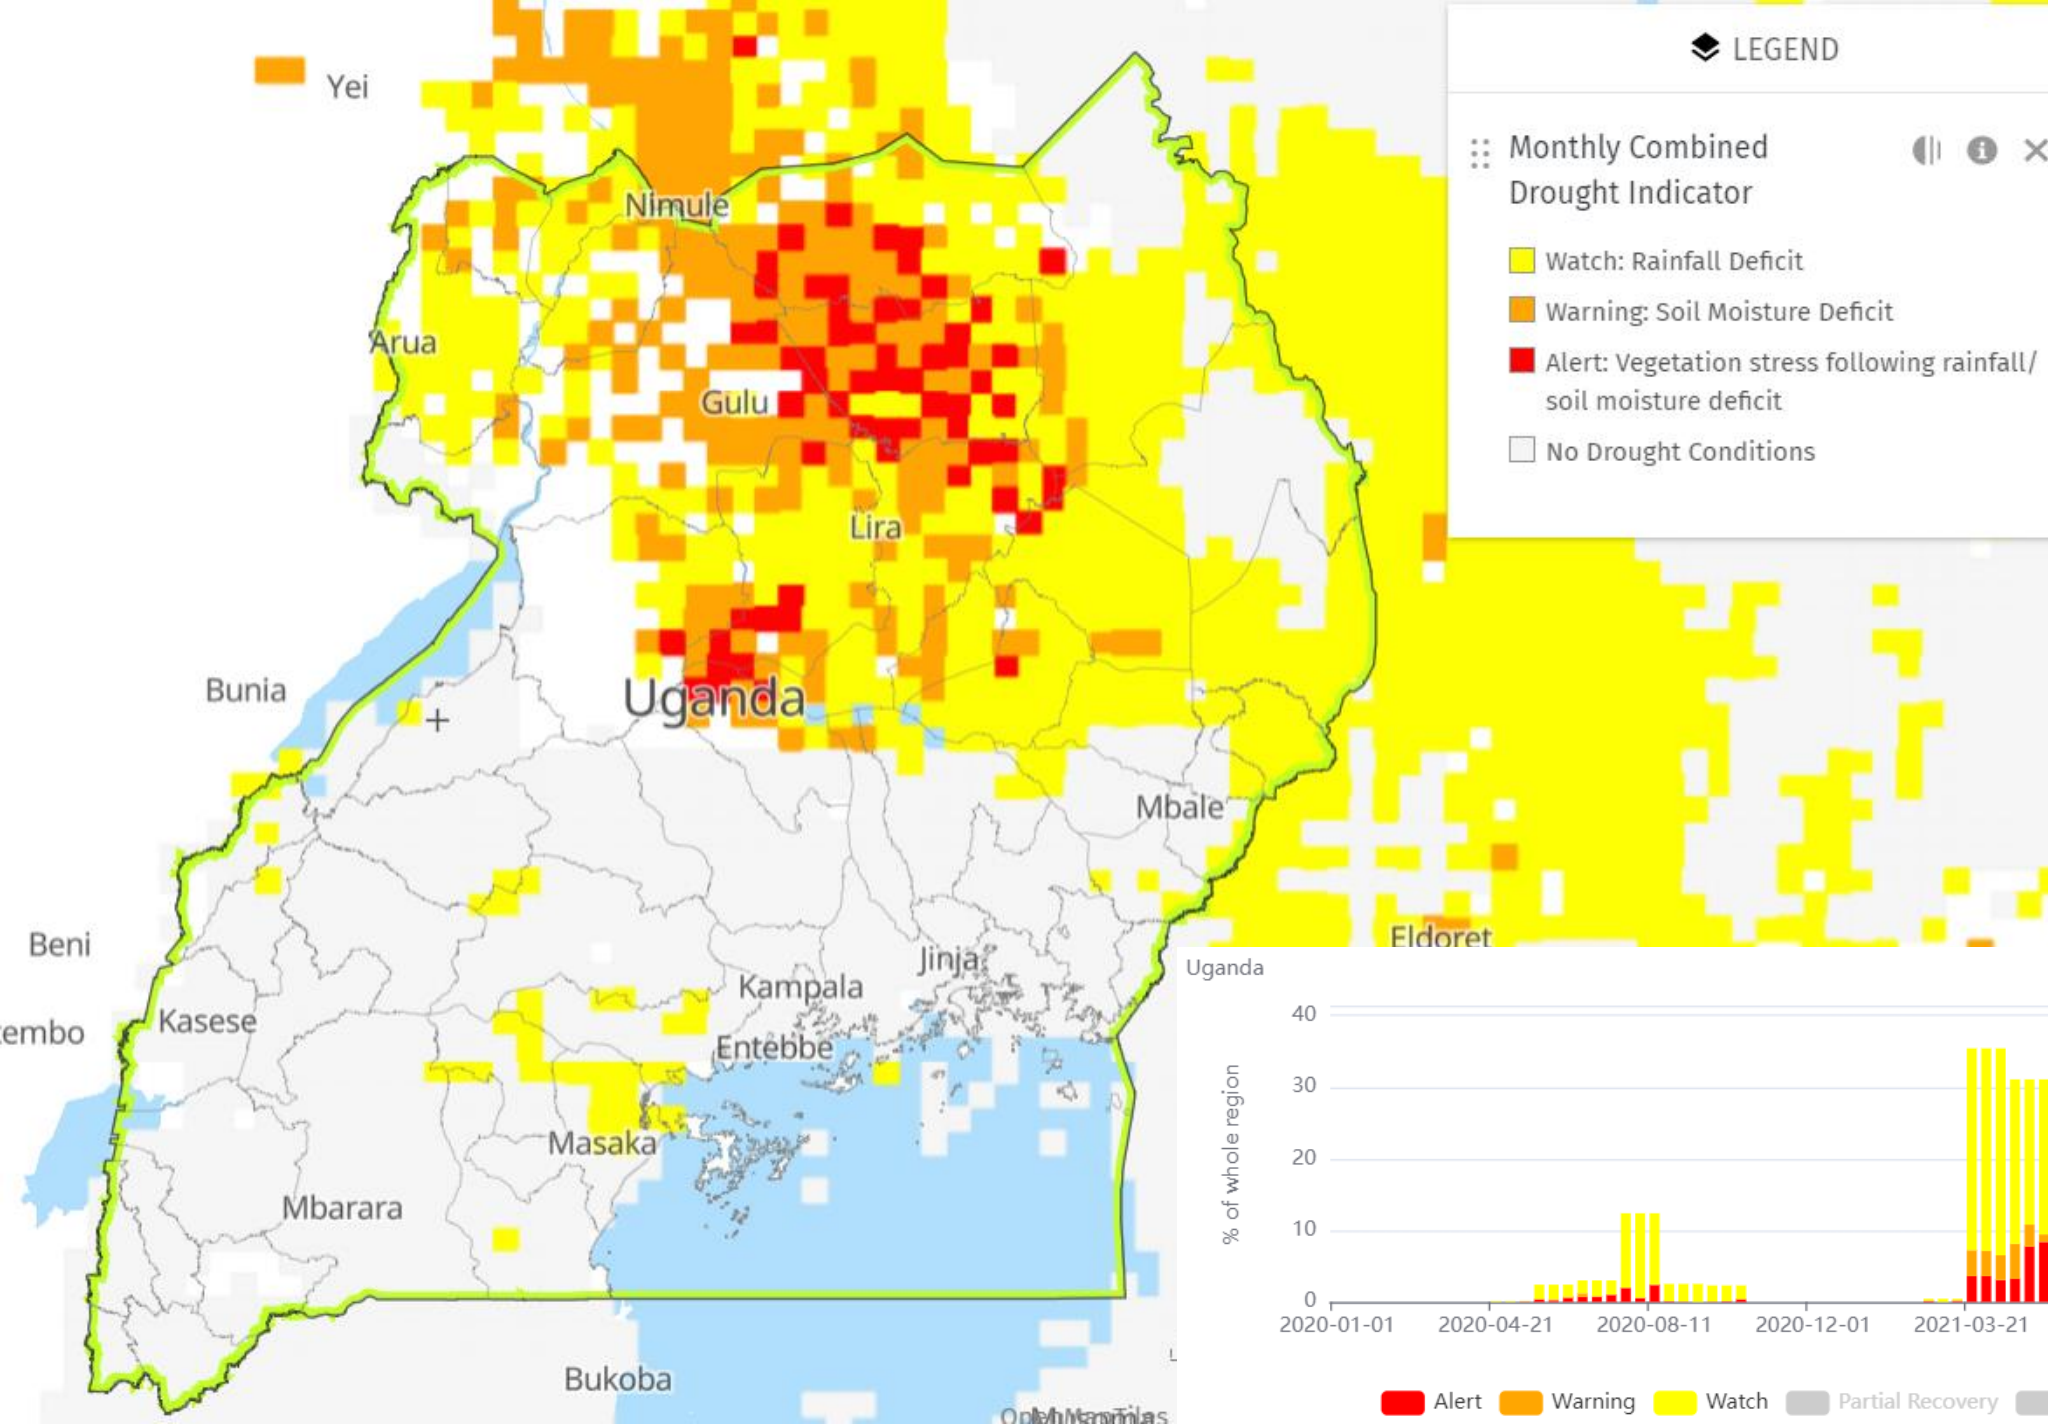 LEGEND
Monthly Combined
Drought Indicator
Watch: Rainfall Deficit
Warning: Soil Moisture Deficit
Alert: Vegetation stress following rainfall/
soil moisture deficit
No Drought Conditions
Yei
Nimule
Arua
Gulu
Lira
Bunia
Uganda
Mbale
Eldoret
Beni
Jinja
Kampala
Kasese
embo
Entebbe
Masaka
Mbarara
Bukoba
Uganda
% of whole region
40
30
20
10
0
2020-01-01
2020-04-21
2020-08-11
2020-12-01
2021-03-21
Alert
Warning
Watch
Partial Recovery